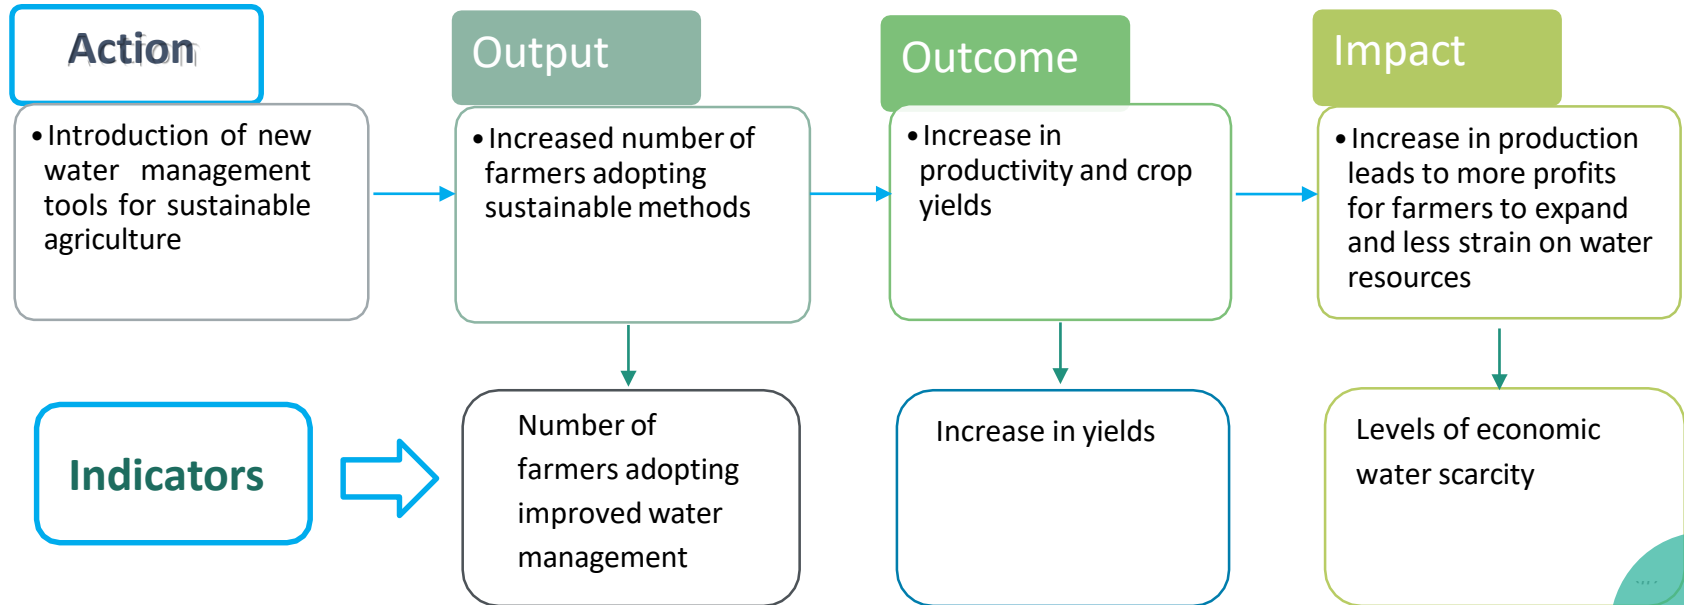 Action
Output
Outcome
Impact
•Introduction of new
water management
tools for sustainable
agriculture
•Increased number of
farmers adopting
sustainable methods
•Increase in
productivity and crop
yields
•Increase in production
leads to more profits
for farmers to expand
and less strain on water
resources
Indicators
Number of
farmers adopting
improved water
management
Increase in yields
Levels of economic
water scarcity